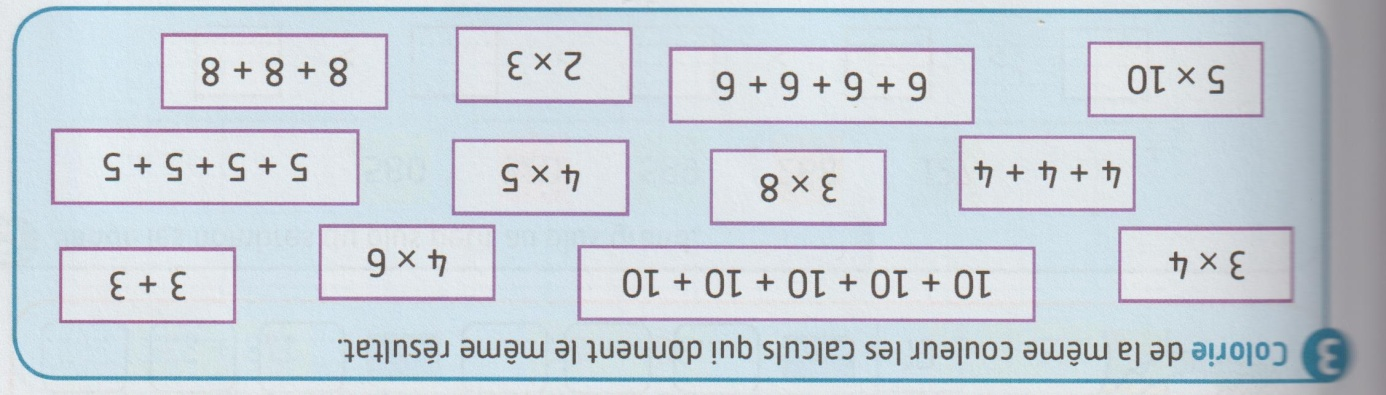 3 Colorie de la même couleur les calculs qui donnent le même résultat.
3 × 4
10 + 10 + 10 + 10 + 10
4 × 6
3 + 3
4 + 4 + 4
3 × 8
4 × 5
5 + 5 + 5 + 5
5 × 10
6 + 6 + 6 + 6
2 × 3
8 + 8 + 8